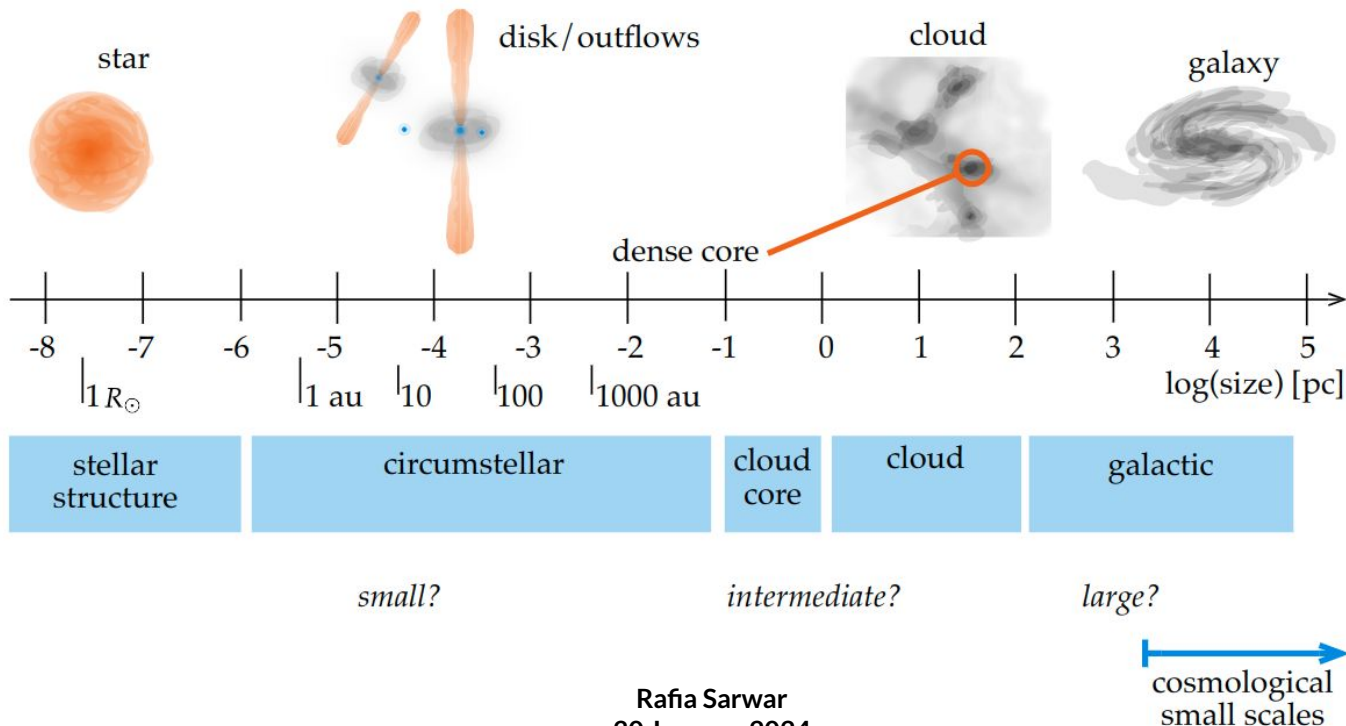 star
disk/outflows
cloud
galaxy
dense core
-8 -7 -6 -5 -4 -3 -2 -1 0 1 2 3 4 5
1 R☉ 1 au 10 100 1000 au log(size) [pc]
stellar
structure
circumstellar
cloud
core
cloud
galactic
small? intermediate? large?
cosmological
small scales
Rafia Sarwar